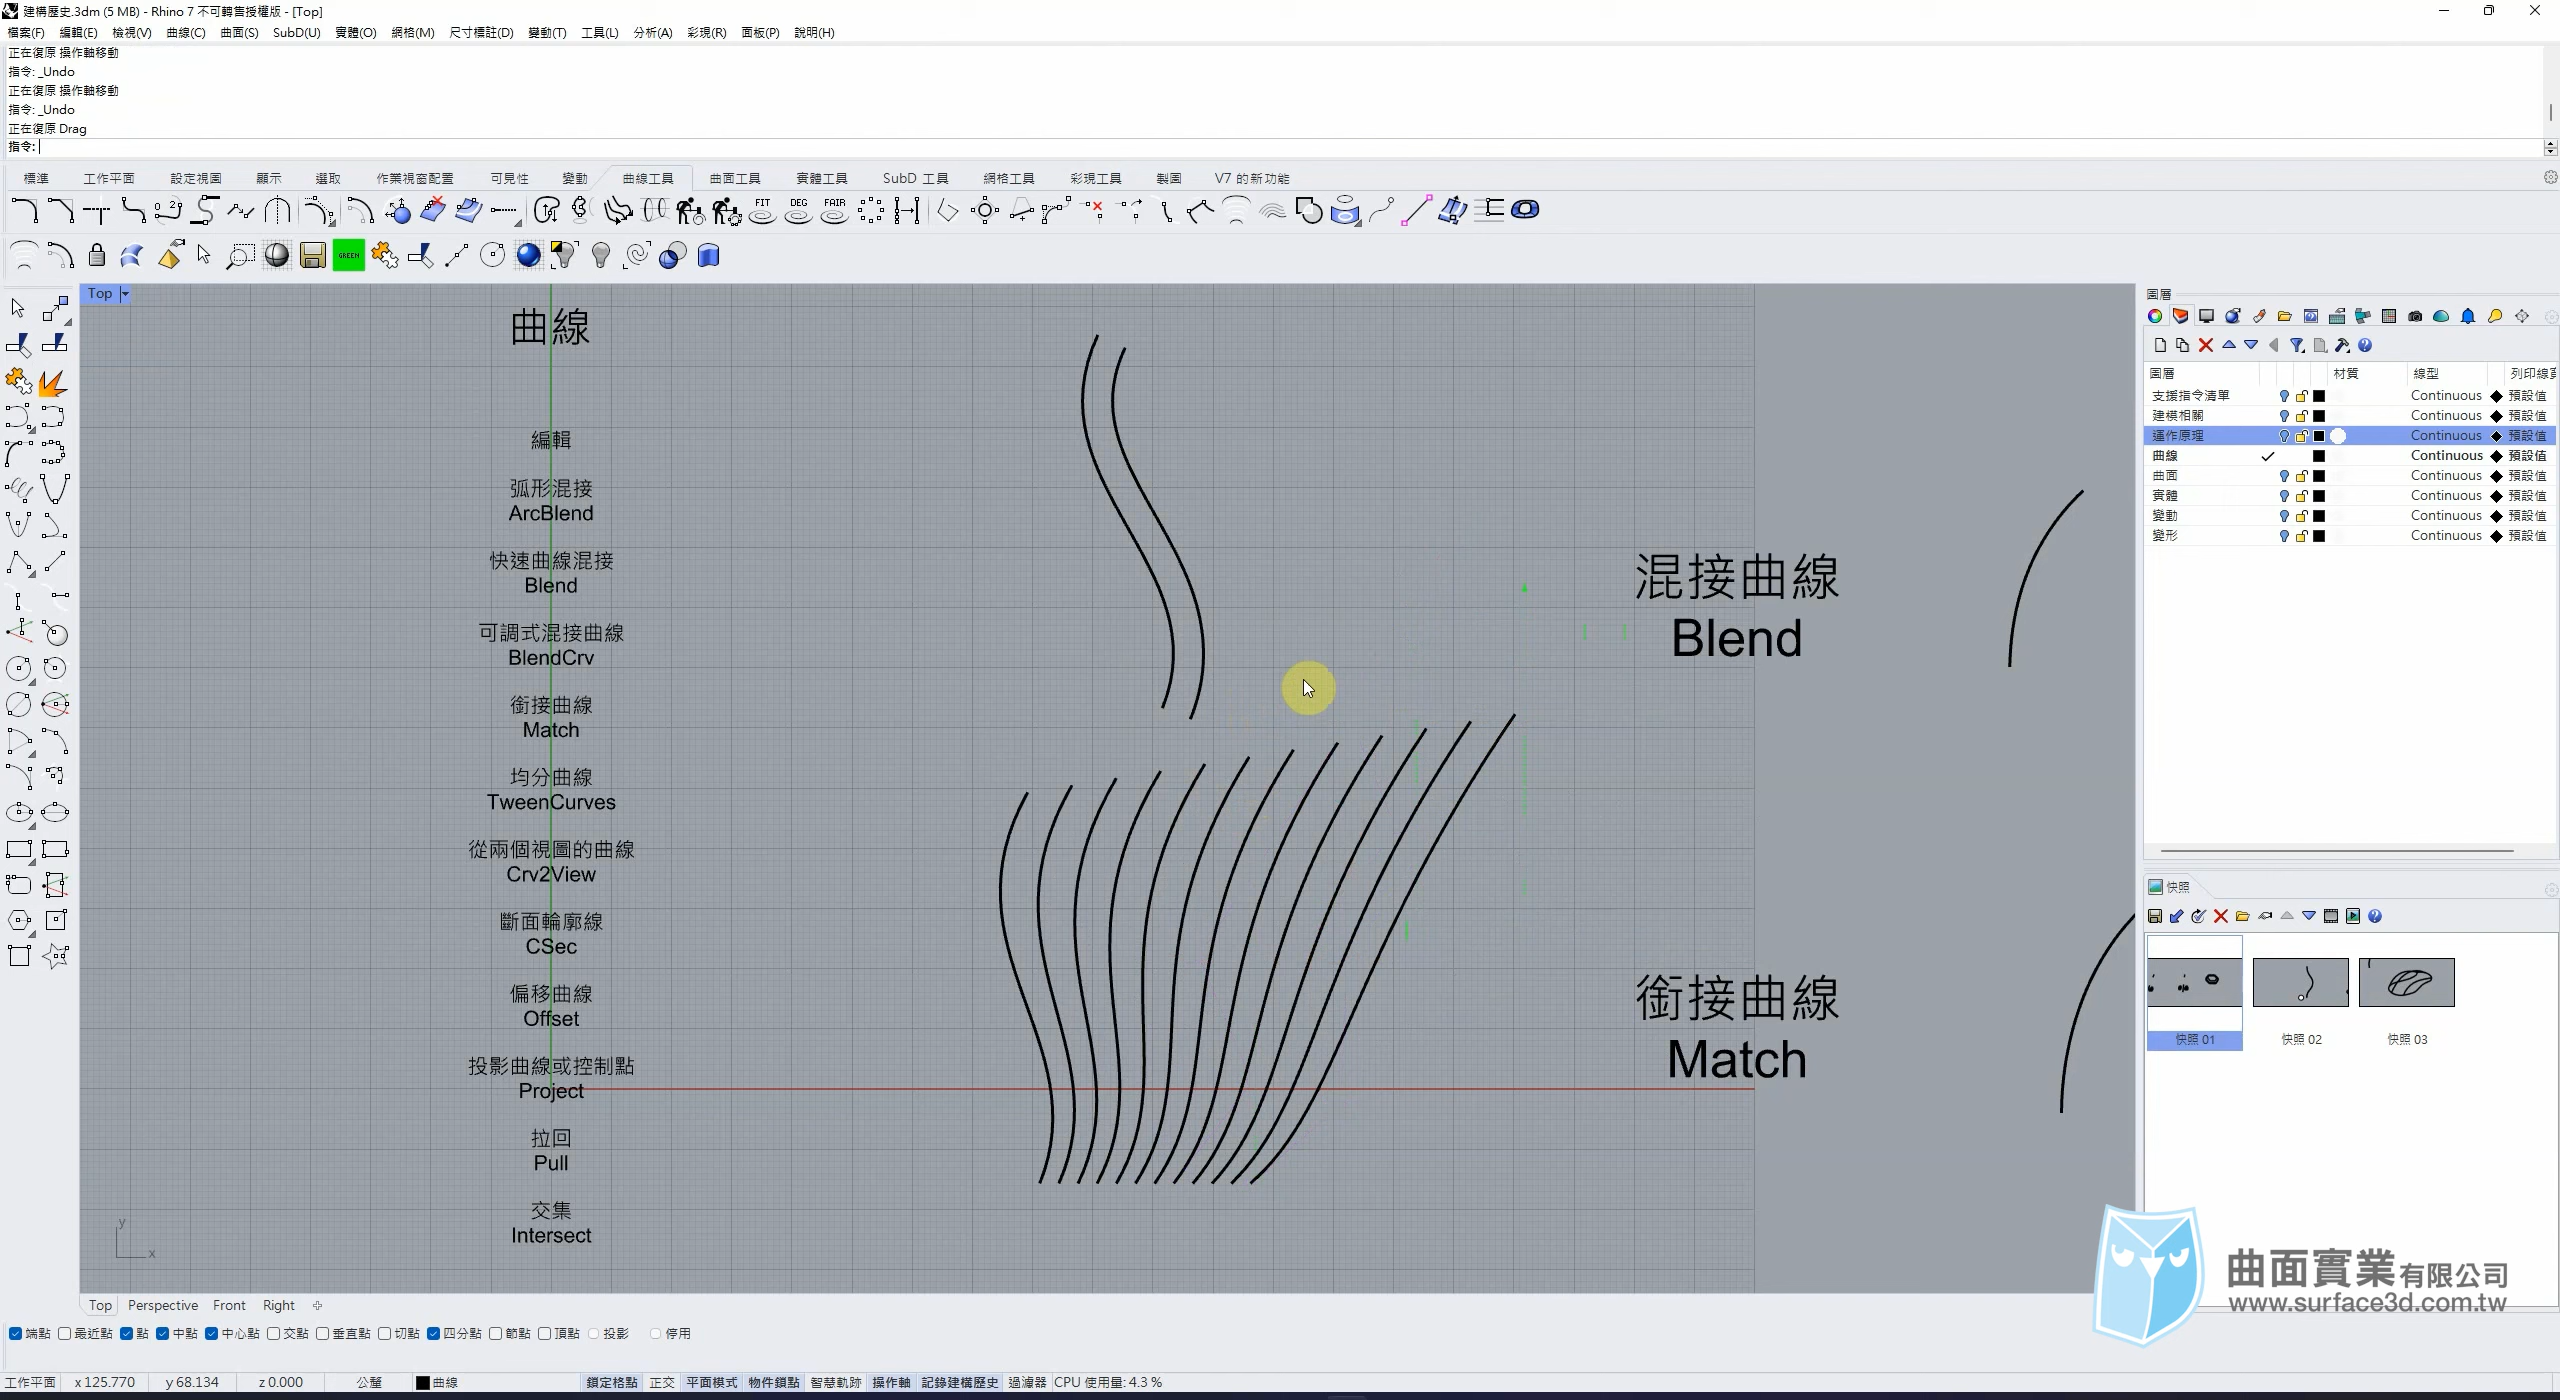 建構歷史.3dm (5 MB) - Rhino 7 不可轉售授權版 - [Top]
檔案(F) 編輯(E) 檢視(V) 曲線(C) 曲面(S) SubD(U) 實體(O) 網格(M) 尺寸標註(D) 變動(T) 工具(L) 分析(A) 彩現(R) 面板(P) 說明(H)
正在復原 操作軸移動
指令: _Undo
正在復原 操作軸移動
指令: _Undo
正在復原 Drag
指令:
標準 工作平面 設定視圖 顯示 選取 作業視窗配置 可見性 變動 曲線工具 曲面工具 實體工具 SubD 工具 網格工具 彩現工具 製圖 V7 的新功能
FIT DEG FAIR
GREEN
Top
曲線
編輯
弧形混接
ArcBlend
快速曲線混接
Blend
可調式混接曲線
BlendCrv
銜接曲線
Match
均分曲線
TweenCurves
從兩個視圖的曲線
Crv2View
斷面輪廓線
CSec
偏移曲線
Offset
投影曲線或控制點
Project
拉回
Pull
交集
Intersect
混接曲線
Blend
銜接曲線
Match
y
x
圖層
圖層 材質 線型 列印線寬
支援指令清單 Continuous 預設值
建模相關 Continuous 預設值
運作原理 Continuous 預設值
曲線 Continuous 預設值
曲面 Continuous 預設值
實體 Continuous 預設值
變動 Continuous 預設值
變形 Continuous 預設值
快照
快照 01 快照 02 快照 03
曲面實業有限公司
www.surface3d.com.tw
Top Perspective Front Right
端點 最近點 點 中點 中心點 交點 垂直點 切點 四分點 節點 頂點 投影 停用
工作平面 x 125.770 y 68.134 z 0.000 公釐 曲線 鎖定格點 正交 平面模式 物件鎖點 智慧軌跡 操作軸 記錄建構歷史 過濾器 CPU 使用量: 4.3 %